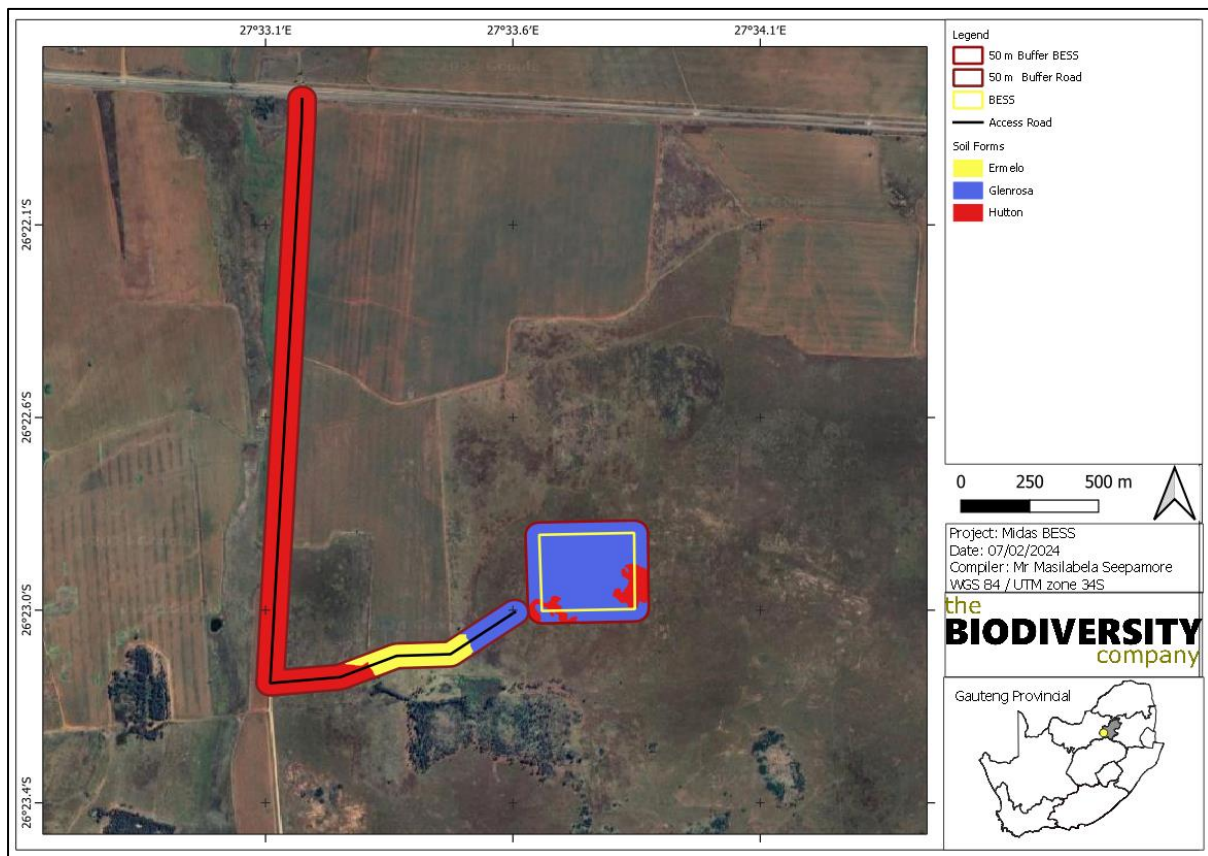 27°33.1'E 27°33.6'E 27°34.1'E
26°22.1'S
26°22.6'S
26°23.0'S
26°23.4'S
Legend
50 m Buffer BESS
50 m Buffer Road
BESS
Access Road
Soil Forms
Ermelo
Glenrosa
Hutton
0 250 500 m
Project: Midas BESS
Date: 07/02/2024
Compiler: Mr Masilabela Seepamore
WGS 84 / UTM zone 34S
the
BIODIVERSITY
company
Gauteng Provincial